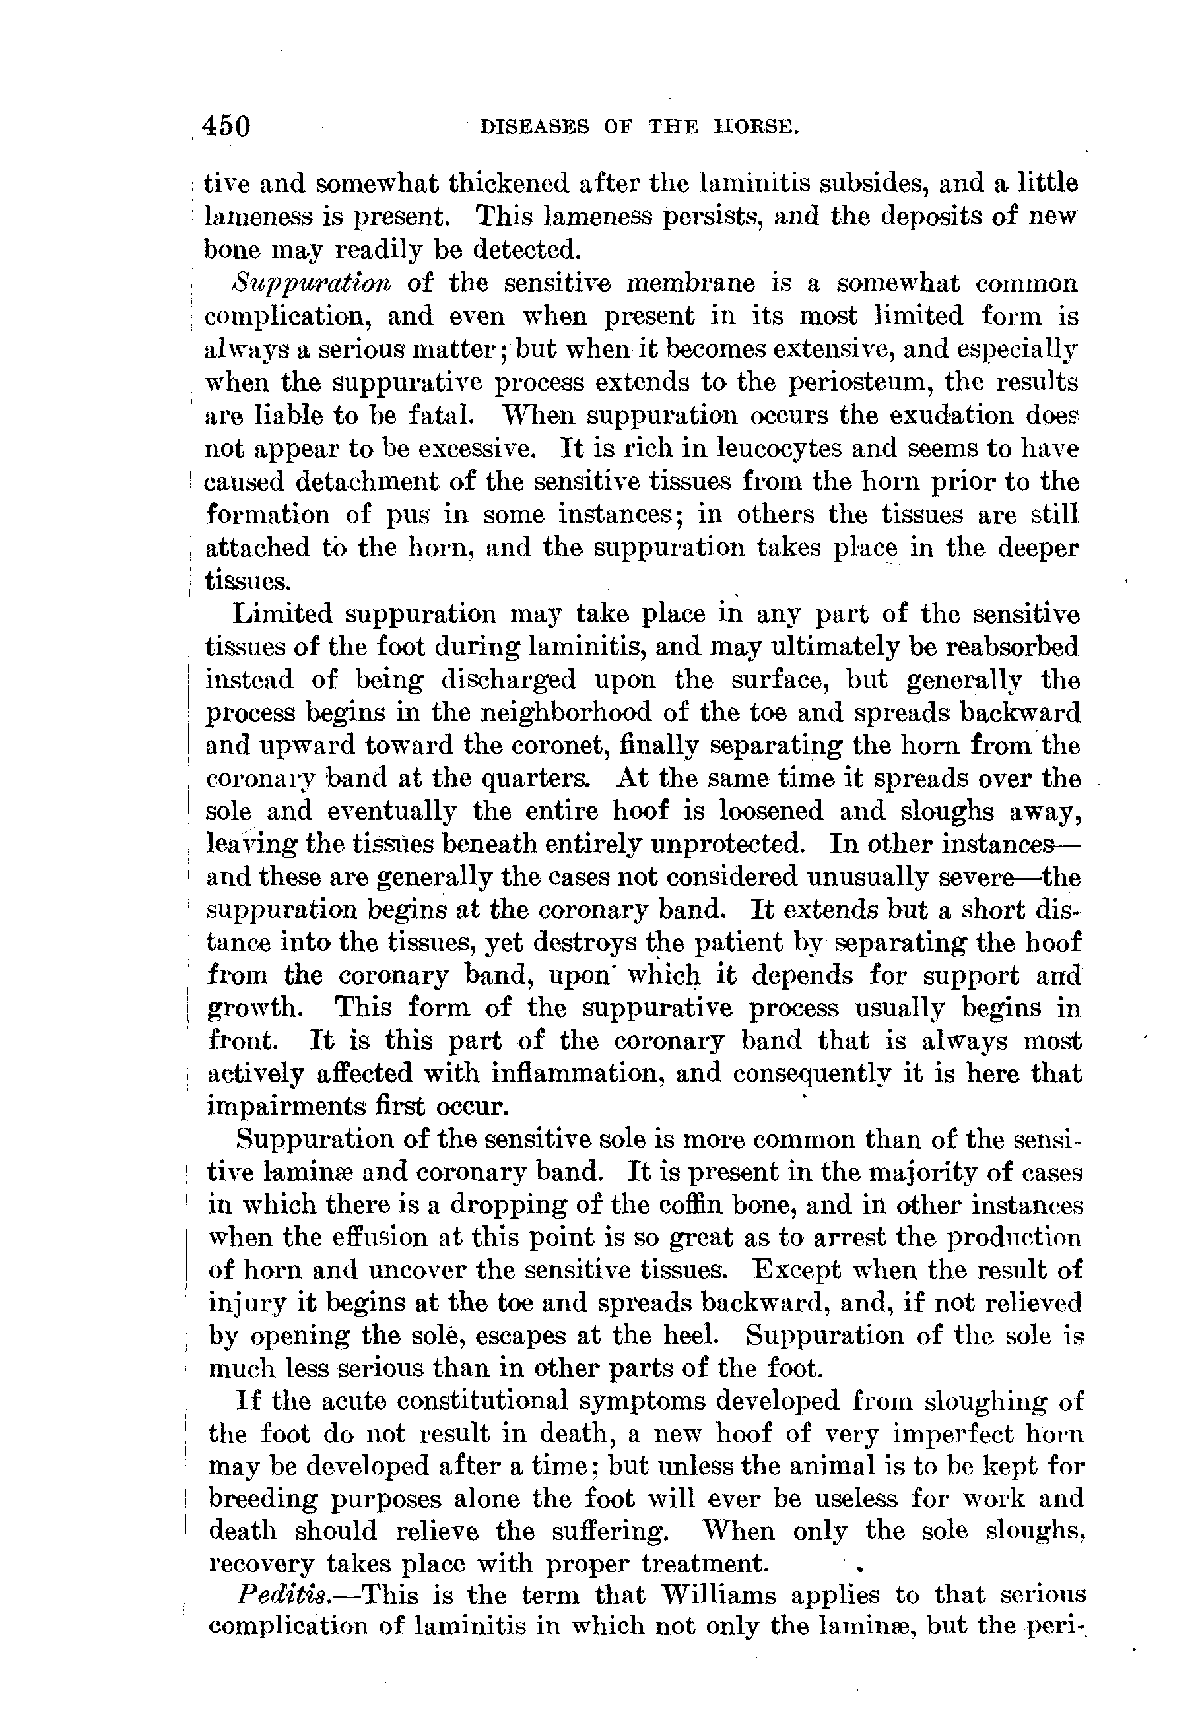 450 DISEASES OF THE HORSE.
tive and somewhat thickened after the laminitis subsides, and a little
lameness is present. This lameness persists, and the deposits of new
bone may readily be detected.
Suppuration of the sensitive membrane is a somewhat common
complication, and even when present in its most limited form is
always a serious matter; but when it becomes extensive, and especially
when the suppurative process extends to the periosteum, the results
are liable to be fatal. When suppuration occurs the exudation does
not appear to be excessive. It is rich in leucocytes and seems to have
caused detachment of the sensitive tissues from the horn prior to the
formation of pus in some instances; in others the tissues are still
attached to the horn, and the suppuration takes place in the deeper
tissues.
Limited suppuration may take place in any part of the sensitive
tissues of the foot during laminitis, and may ultimately be reabsorbed
instead of being discharged upon the surface, but generally the
process begins in the neighborhood of the toe and spreads backward
and upward toward the coronet, finally separating the horn from the
coronary band at the quarters. At the same time it spreads over the
sole and eventually the entire hoof is loosened and sloughs away,
leaving the tissues beneath entirely unprotected. In other instances—
and these are generally the cases not considered unusually severe—the
suppuration begins at the coronary band. It extends but a short dis-
tance into the tissues, yet destroys the patient by separating the hoof
from the coronary band, upon which it depends for support and
growth. This form of the suppurative process usually begins in
front. It is this part of the coronary band that is always most
actively affected with inflammation, and consequently it is here that
impairments first occur.
Suppuration of the sensitive sole is more common than of the sensi-
tive laminæ and coronary band. It is present in the majority of cases
in which there is a dropping of the coffin bone, and in other instances
when the effusion at this point is so great as to arrest the production
of horn and uncover the sensitive tissues. Except when the result of
injury it begins at the toe and spreads backward, and, if not relieved
by opening the sole, escapes at the heel. Suppuration of the sole is
much less serious than in other parts of the foot.
If the acute constitutional symptoms developed from sloughing of
the foot do not result in death, a new hoof of very imperfect horn
may be developed after a time; but unless the animal is to be kept for
breeding purposes alone the foot will ever be useless for work and
death should relieve the suffering. When only the sole sloughs,
recovery takes place with proper treatment.
Peditis.—This is the term that Williams applies to that serious
complication of laminitis in which not only the laminæ, but the peri-